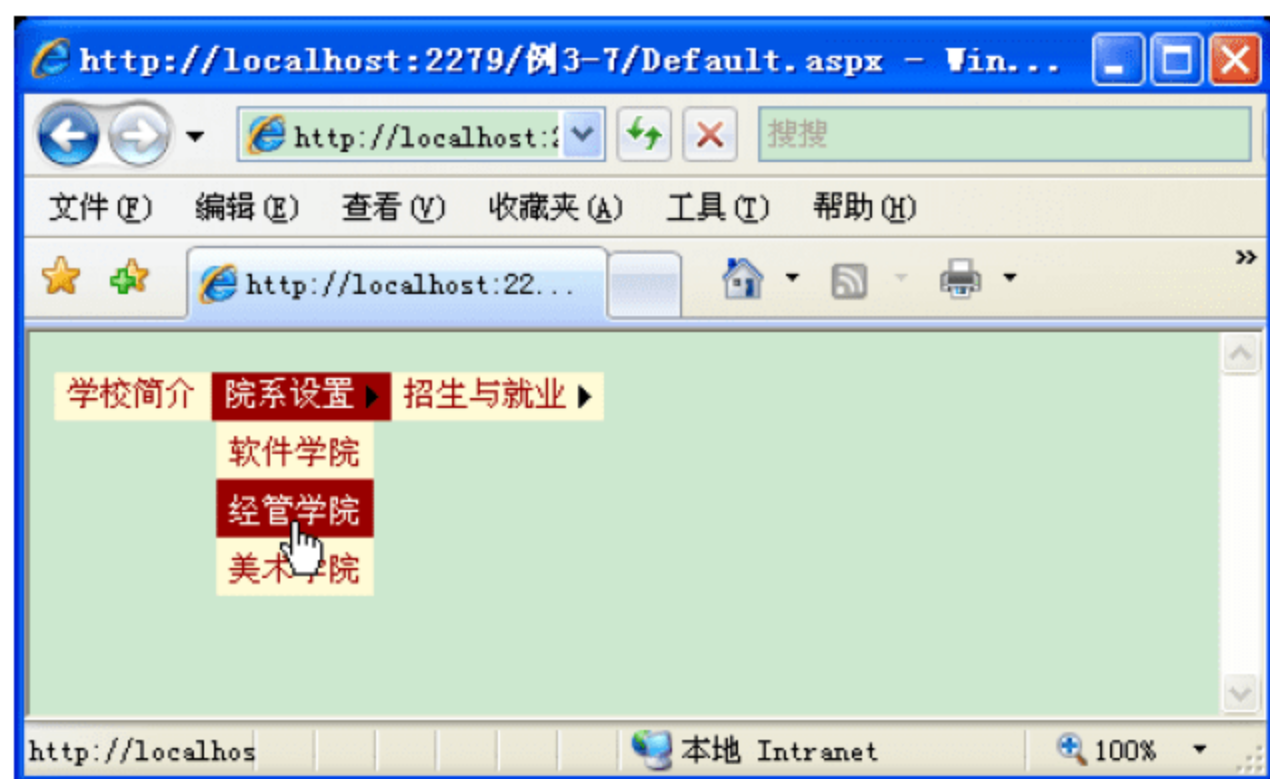 http://localhost:2279/例3-7/Default.aspx - Win...
http://localhost:2 搜搜
文件(F) 编辑(E) 查看(V) 收藏夹(A) 工具(T) 帮助(H)
http://localhost:22... »
学校简介 院系设置 招生与就业
软件学院
经管学院
美术学院
http://localhos 本地 Intranet 100%